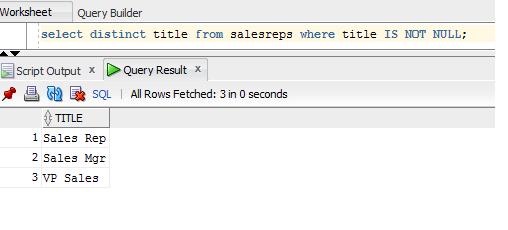 Worksheet Query Builder
select distinct title from salesreps where title IS NOT NULL;
Script Output x Query Result x
SQL | All Rows Fetched: 3 in 0 seconds
TITLE
1 Sales Rep
2 Sales Mgr
3 VP Sales